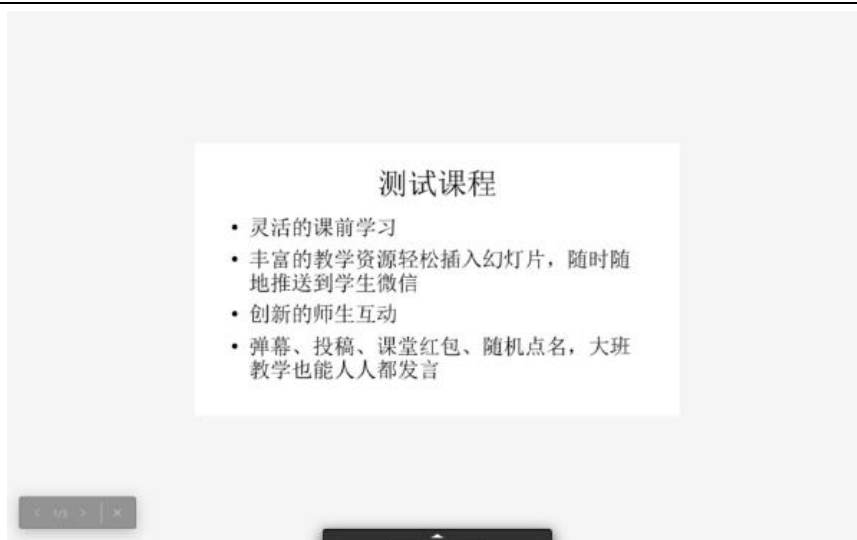 测试课程
• 灵活的课前学习
• 丰富的教学资源轻松插入幻灯片，随时随
地推送到学生微信
• 创新的师生互动
• 弹幕、投稿、课堂红包、随机点名，大班
教学也能人人都发言